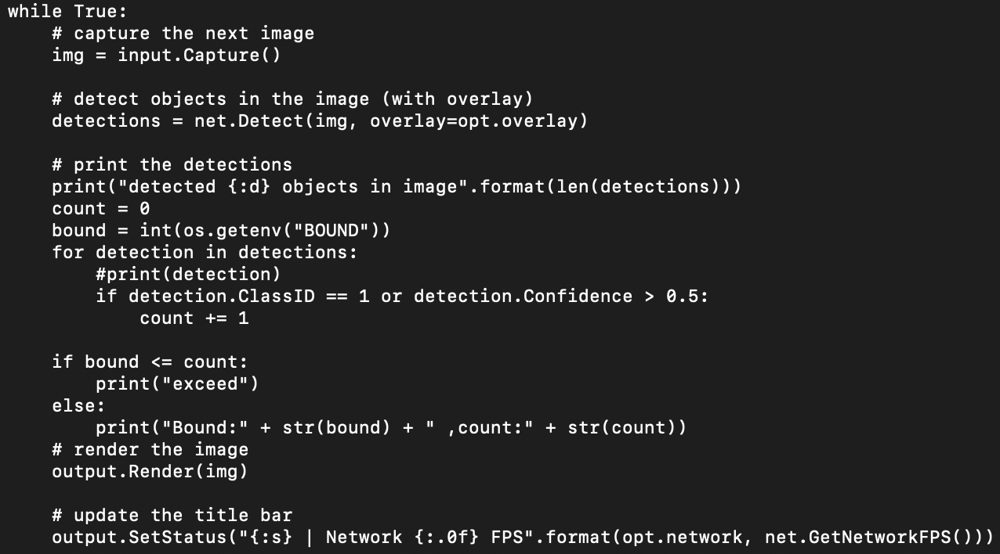 while True:
    # capture the next image
    img = input.Capture()

    # detect objects in the image (with overlay)
    detections = net.Detect(img, overlay=opt.overlay)

    # print the detections
    print("detected {:d} objects in image".format(len(detections)))
    count = 0
    bound = int(os.getenv("BOUND"))
    for detection in detections:
        #print(detection)
        if detection.ClassID == 1 or detection.Confidence > 0.5:
            count += 1

    if bound <= count:
        print("exceed")
    else:
        print("Bound:" + str(bound) + " ,count:" + str(count))
    # render the image
    output.Render(img)

    # update the title bar
    output.SetStatus("{:s} | Network {:.0f} FPS".format(opt.network, net.GetNetworkFPS()))